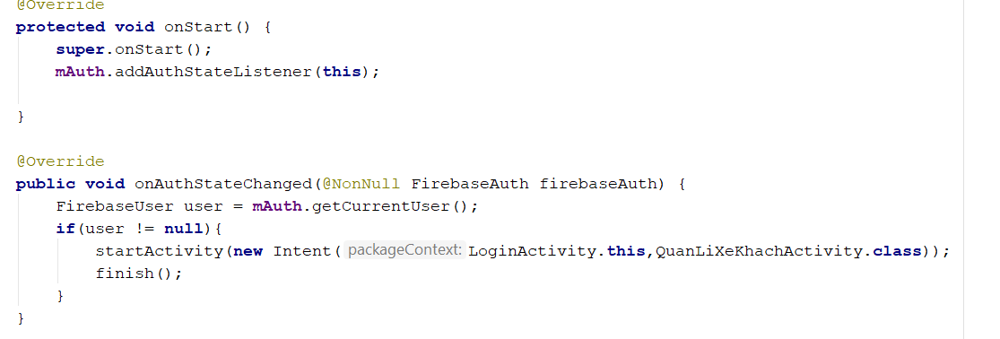 @Override
protected void onStart() {
super.onStart();
mAuth.addAuthStateListener(this);
}
@Override
public void onAuthStateChanged(@NonNull FirebaseAuth firebaseAuth) {
FirebaseUser user = mAuth.getCurrentUser();
if(user != null){
startActivity(new Intent( packageContext: LoginActivity.this,QuanLiXeKhachActivity.class));
finish();
}
}